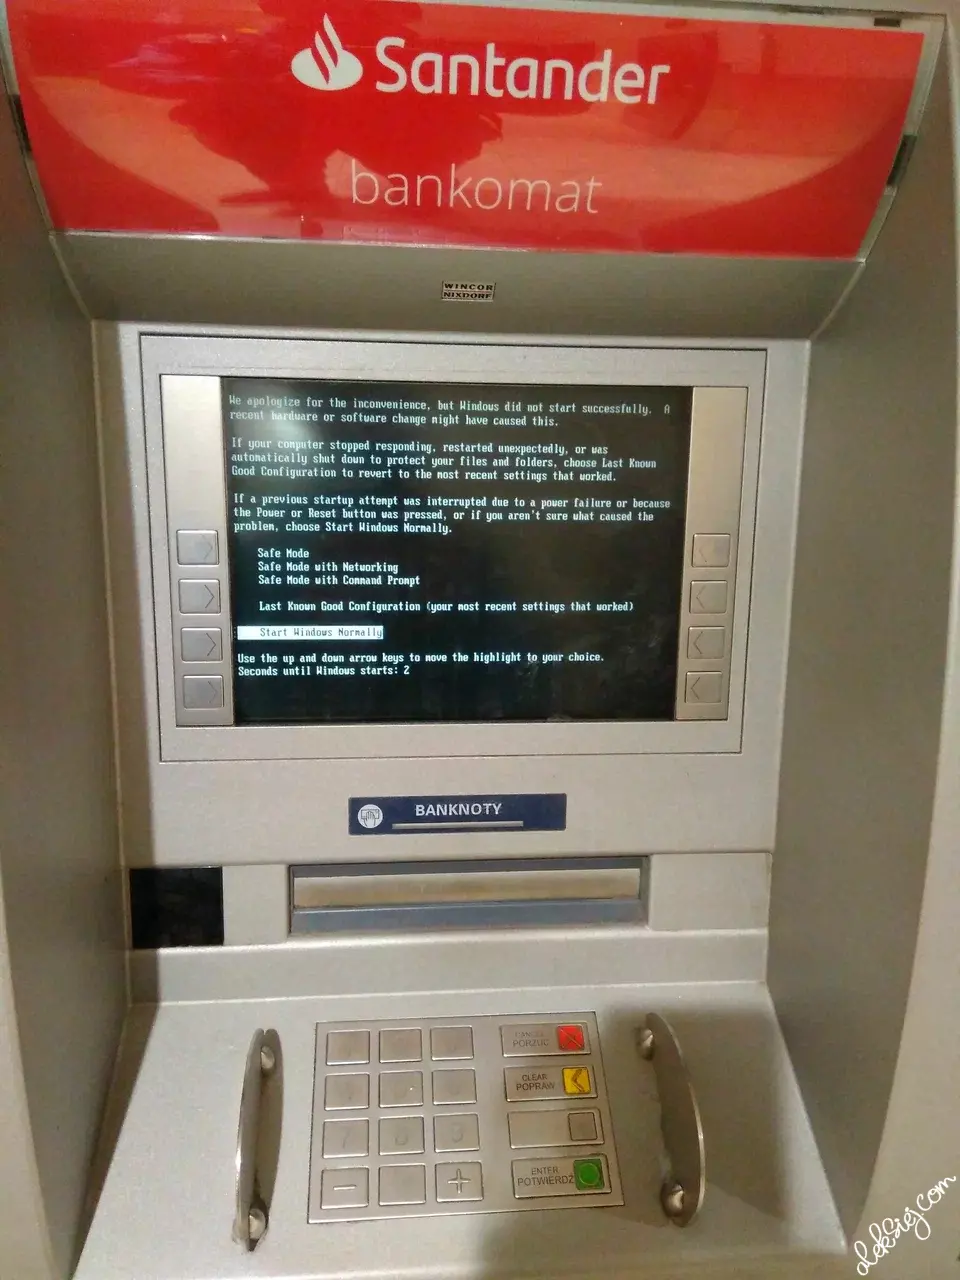 Santander
bankomat
WINCOR
NIXDORF
We apologize for the inconvenience, but Windows did not start successfully. A
recent hardware or software change might have caused this.
If your computer stopped responding, restarted unexpectedly, or was
automatically shut down to protect your files and folders, choose Last Known
Good Configuration to revert to the most recent settings that worked.
If a previous startup attempt was interrupted due to a power failure or because
the Power or Reset button was pressed, or if you aren't sure what caused the
problem, choose Start Windows Normally.
Safe Mode
Safe Mode with Networking
Safe Mode with Command Prompt
Last Known Good Configuration (your most recent settings that worked)
Start Windows Normally
Use the up and down arrow keys to move the highlight to your choice.
Seconds until Windows starts: 2
BANKNOTY
CANCEL
PORZUĆ
CLEAR
POPRAW
7 8 9
ENTER
POTWIERDŹ
- +
olekSiej.com